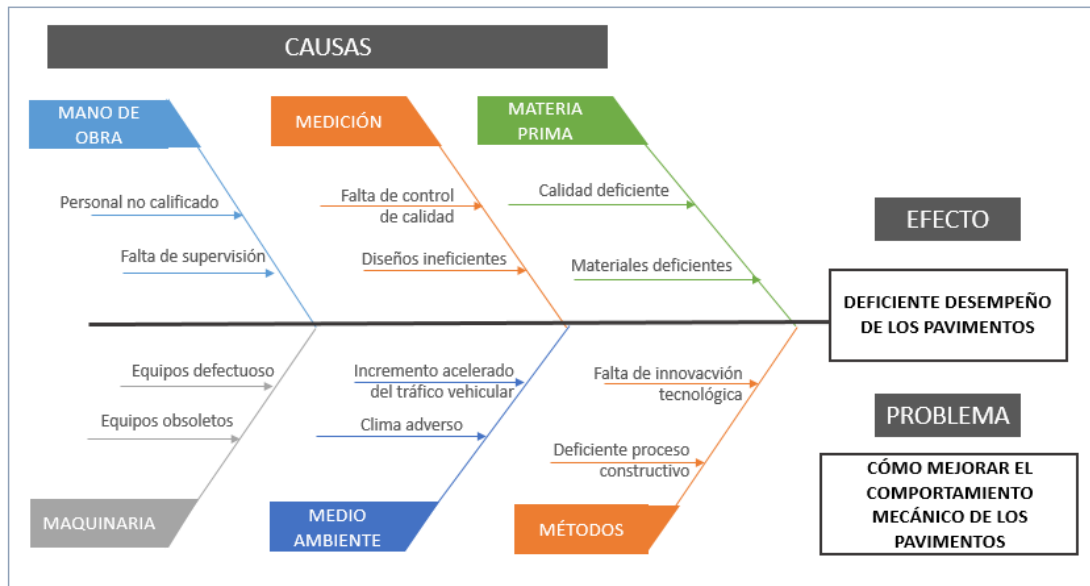 CAUSAS
MANO DE
OBRA
MEDICIÓN
MATERIA
PRIMA
Personal no calificado
Falta de supervisión
Falta de control
de calidad
Diseños ineficientes
Calidad deficiente
Materiales deficientes
EFECTO
DEFICIENTE DESEMPEÑO
DE LOS PAVIMENTOS
Equipos defectuoso
Equipos obsoletos
Incremento acelerado
del tráfico vehicular
Clima adverso
Falta de innovacvión
tecnológica
Deficiente proceso
constructivo
PROBLEMA
CÓMO MEJORAR EL
COMPORTAMIENTO
MECÁNICO DE LOS
PAVIMENTOS
MAQUINARIA
MEDIO
AMBIENTE
MÉTODOS